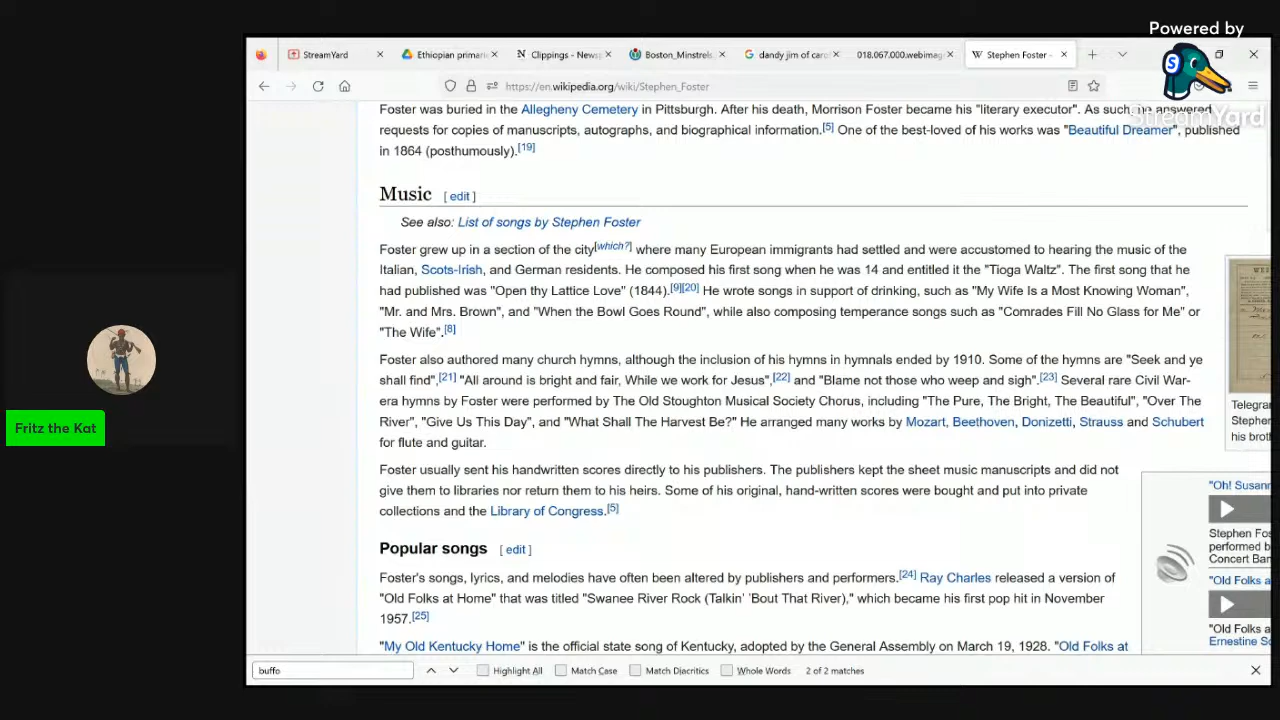 Powered by
StreamYard
StreamYard
Ethiopian primari
Clippings - News
Boston_Minstrels.
dandy jim of caro
018.067.000.webimag
Stephen Foster -
https://en.wikipedia.org/wiki/Stephen_Foster
Foster was buried in the Allegheny Cemetery in Pittsburgh. After his death, Morrison Foster became his "literary executor". As such, he answered
requests for copies of manuscripts, autographs, and biographical information.[5] One of the best-loved of his works was "Beautiful Dreamer", published
in 1864 (posthumously).[19]
Music [ edit ]
See also: List of songs by Stephen Foster
Foster grew up in a section of the city[which?] where many European immigrants had settled and were accustomed to hearing the music of the
Italian, Scots-Irish, and German residents. He composed his first song when he was 14 and entitled it the "Tioga Waltz". The first song that he
had published was "Open thy Lattice Love" (1844).[9][20] He wrote songs in support of drinking, such as "My Wife Is a Most Knowing Woman",
"Mr. and Mrs. Brown", and "When the Bowl Goes Round", while also composing temperance songs such as "Comrades Fill No Glass for Me" or
"The Wife".[8]
Foster also authored many church hymns, although the inclusion of his hymns in hymnals ended by 1910. Some of the hymns are "Seek and ye
shall find",[21] "All around is bright and fair, While we work for Jesus",[22] and "Blame not those who weep and sigh".[23] Several rare Civil War-
era hymns by Foster were performed by The Old Stoughton Musical Society Chorus, including "The Pure, The Bright, The Beautiful", "Over The
River", "Give Us This Day", and "What Shall The Harvest Be?" He arranged many works by Mozart, Beethoven, Donizetti, Strauss and Schubert
for flute and guitar.
Foster usually sent his handwritten scores directly to his publishers. The publishers kept the sheet music manuscripts and did not
give them to libraries nor return them to his heirs. Some of his original, hand-written scores were bought and put into private
collections and the Library of Congress.[5]
Popular songs [ edit ]
Foster's songs, lyrics, and melodies have often been altered by publishers and performers.[24] Ray Charles released a version of
"Old Folks at Home" that was titled "Swanee River Rock (Talkin' 'Bout That River)," which became his first pop hit in November
1957.[25]
"My Old Kentucky Home" is the official state song of Kentucky, adopted by the General Assembly on March 19, 1928. "Old Folks at
Telegran
Stephen
his broth
"Oh! Susann
Stephen Fos
performed b
Concert Ban
"Old Folks a
"Old Folks a
Ernestine Sc
Fritz the Kat
buffo
Highlight All
Match Case
Match Diacritics
Whole Words
2 of 2 matches